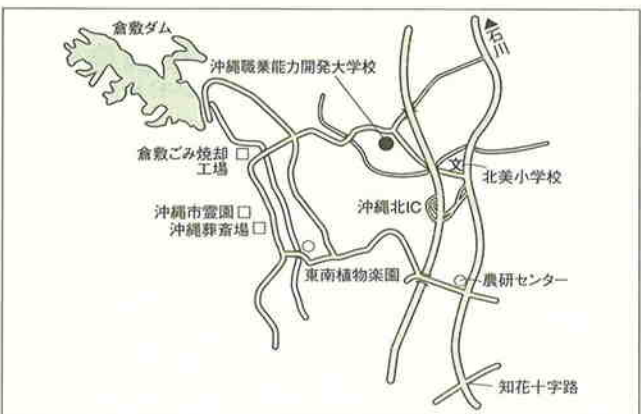 倉敷ダム
▲石川
沖縄職業能力開発大学校
倉敷ごみ焼却
工場
文
北美小学校
沖縄北IC
沖縄市霊園
沖縄葬斎場
東南植物楽園
農研センター
知花十字路